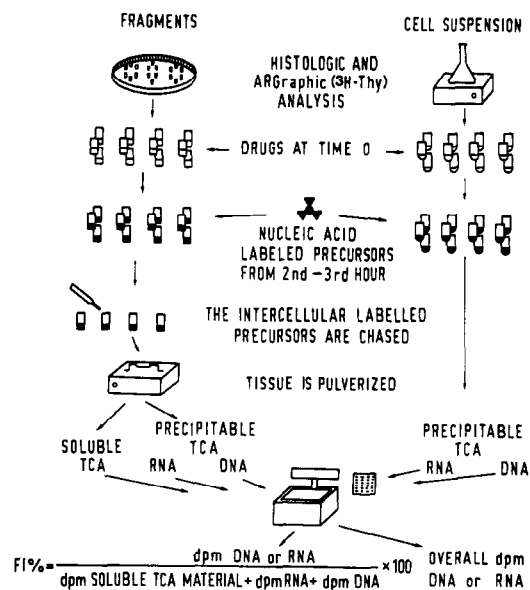 FRAGMENTS
CELL SUSPENSION
HISTOLOGIC AND
ARGraphic (³H-Thy)
ANALYSIS
DRUGS AT TIME 0
NUCLEIC ACID
LABELED PRECURSORS
FROM 2nd–3rd HOUR
THE INTERCELLULAR LABELLED
PRECURSORS ARE CHASED
TISSUE IS PULVERIZED
SOLUBLE
TCA
PRECIPITABLE
TCA
RNA DNA
PRECIPITABLE
TCA
RNA DNA
FI%= dpm DNA or RNA / dpm SOLUBLE TCA MATERIAL + dpm RNA + dpm DNA ×100
OVERALL dpm
DNA or RNA